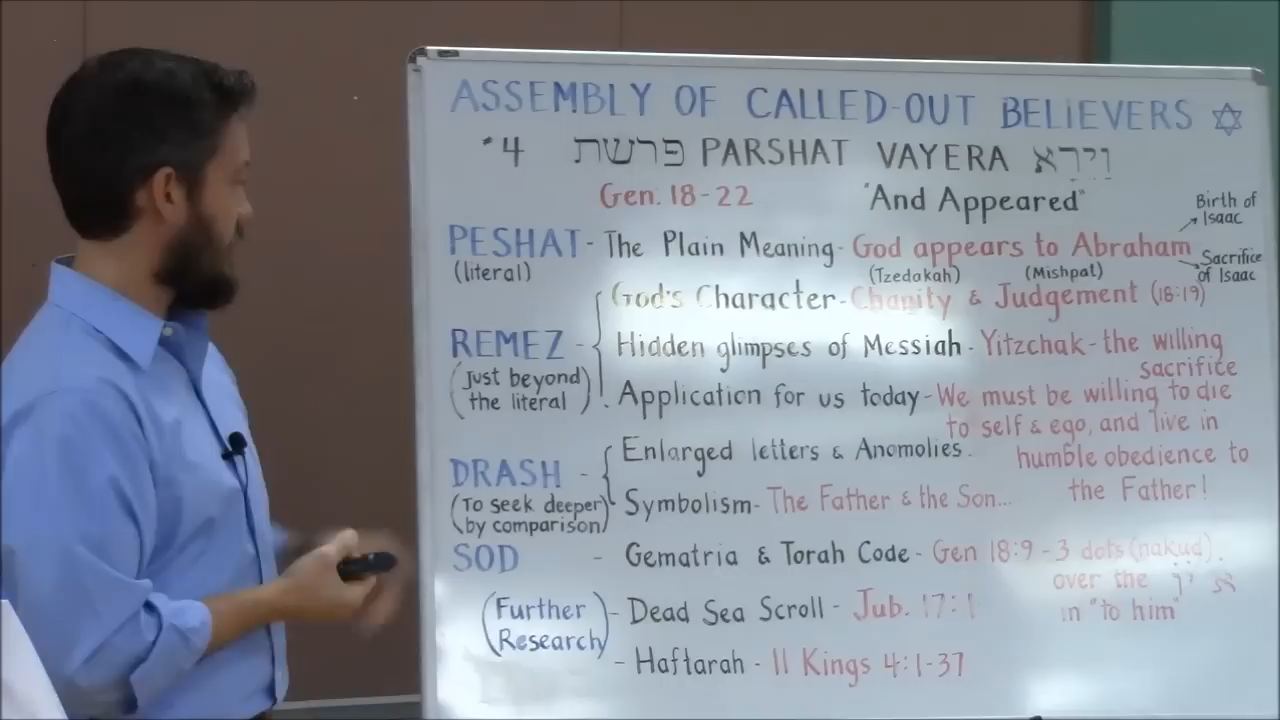 ASSEMBLY OF CALLED-OUT BELIEVERS ✡
#4 פרשת PARSHAT VAYERA וַיֵּרָא
Gen. 18-22 "And Appeared"
Birth of Isaac
PESHAT - The Plain Meaning - God appears to Abraham
Sacrifice of Isaac
(literal) (Tzedakah) (Mishpat)
God's Character - Charity & Judgement (18:19)
REMEZ - Hidden glimpses of Messiah - Yitzchak - the willing
sacrifice
(Just beyond the literal)
Application for us today - We must be willing to die
to self & ego, and live in
humble obedience to
the Father!
DRASH - Enlarged letters & Anomolies
(To seek deeper by comparison)
Symbolism - The Father & the Son...
SOD - Gematria & Torah Code - Gen 18:9 - 3 dots (nakud)
over the
in "to him"
(Further Research) - Dead Sea Scroll - Jub. 17:1
- Haftarah - II Kings 4:1-37